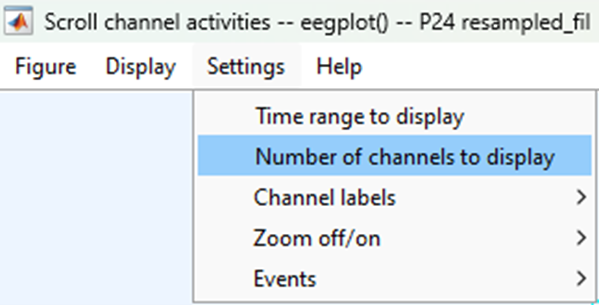 Scroll channel activities -- eegplot() -- P24 resampled_fil
Figure Display Settings Help
Time range to display
Number of channels to display
Channel labels
Zoom off/on
Events